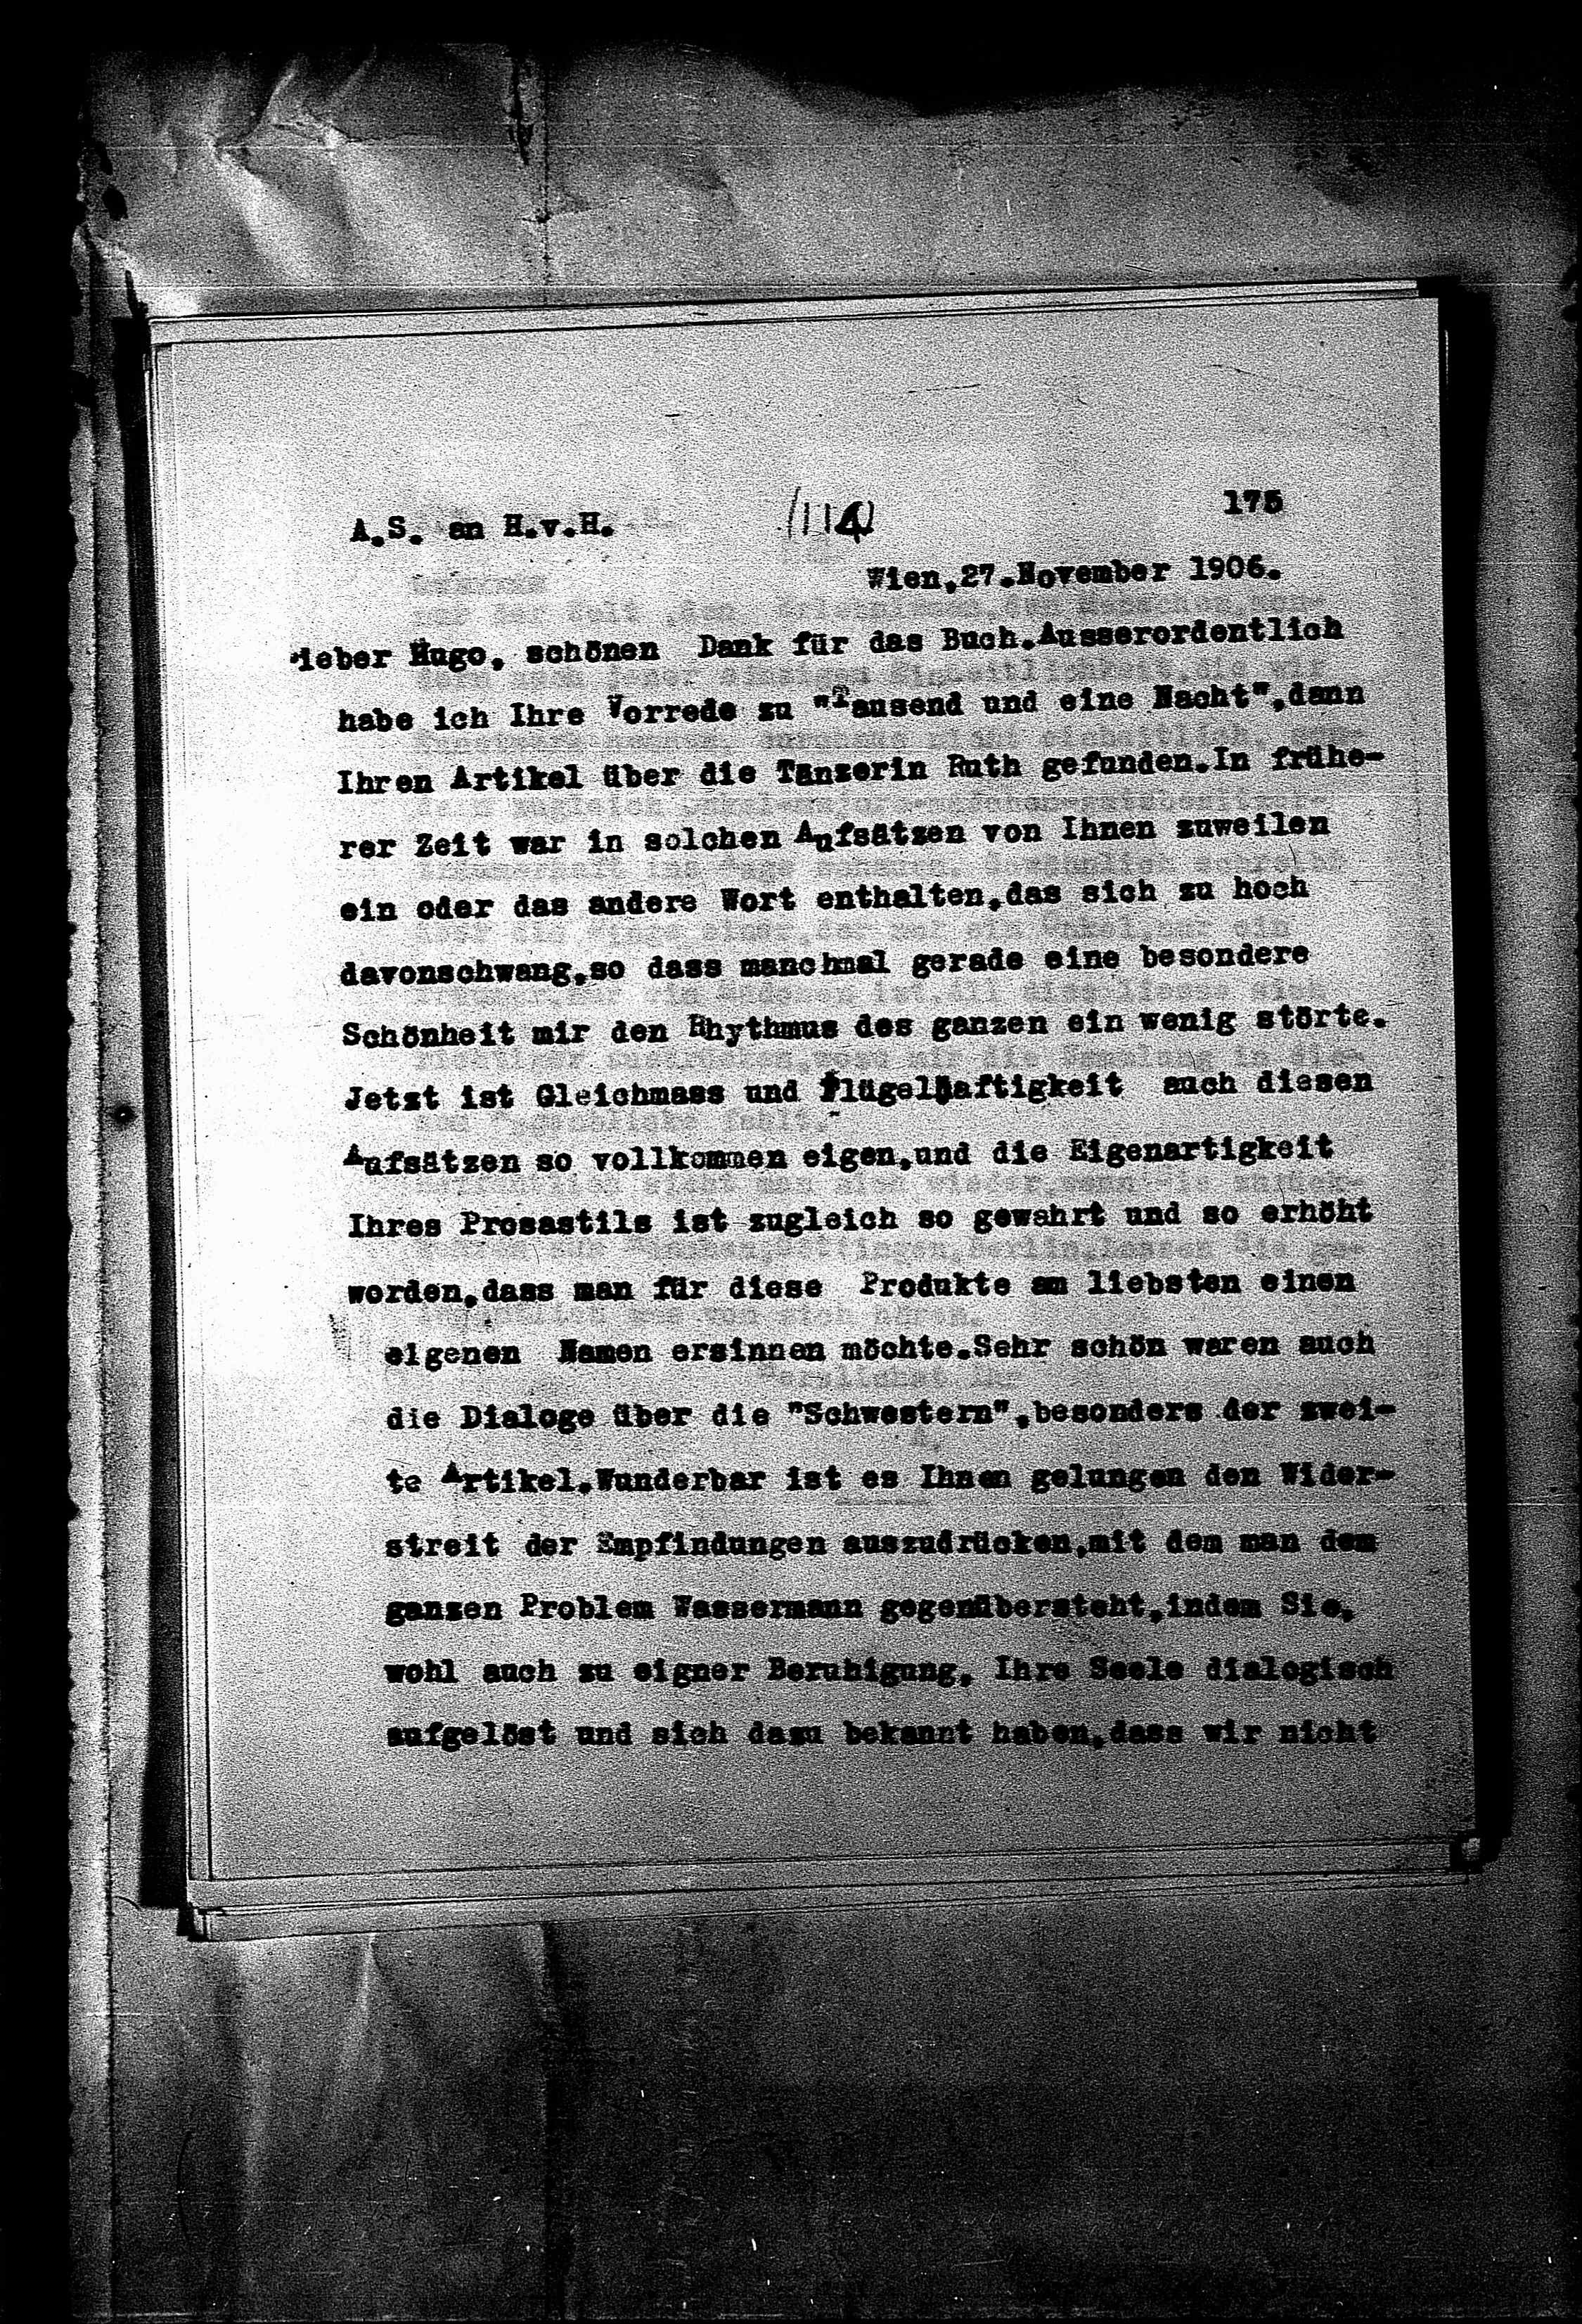 A.S. an H.v.H.
114
175
Wien,27.November 1906.
lieber Hugo, schönen Dank für das Buch.Ausserordentlich
habe ich Ihre Vorrede zu "Tausend und eine Nacht",dann
Ihren Artikel über die Tänzerin Ruth gefunden.In frühe-
rer Zeit war in solchen Aufsätzen von Ihnen zuweilen
ein oder das andere Wort enthalten,das sich zu hoch
davonschwang,so dass manchmal gerade eine besondere
Schönheit mir den Rhythmus des ganzen ein wenig störte.
Jetzt ist Gleichmass und Flügelhaftigkeit auch diesen
Aufsätzen so vollkommen eigen,und die Eigenartigkeit
Ihres Prosastils ist zugleich so gewahrt und so erhöht
worden,dass man für diese Produkte am liebsten einen
eigenen Namen ersinnen möchte.Sehr schön waren auch
die Dialoge über die "Schwestern",besonders der zwei-
te Artikel.Wunderbar ist es Ihnen gelungen den Wider-
streit der Empfindungen auszudrücken,mit dem man dem
ganzen Problem Wassermann gegenübersteht,indem Sie,
wohl auch zu eigner Beruhigung, Ihre Seele dialogisch
aufgelöst und sich dazu bekannt haben,dass wir nicht